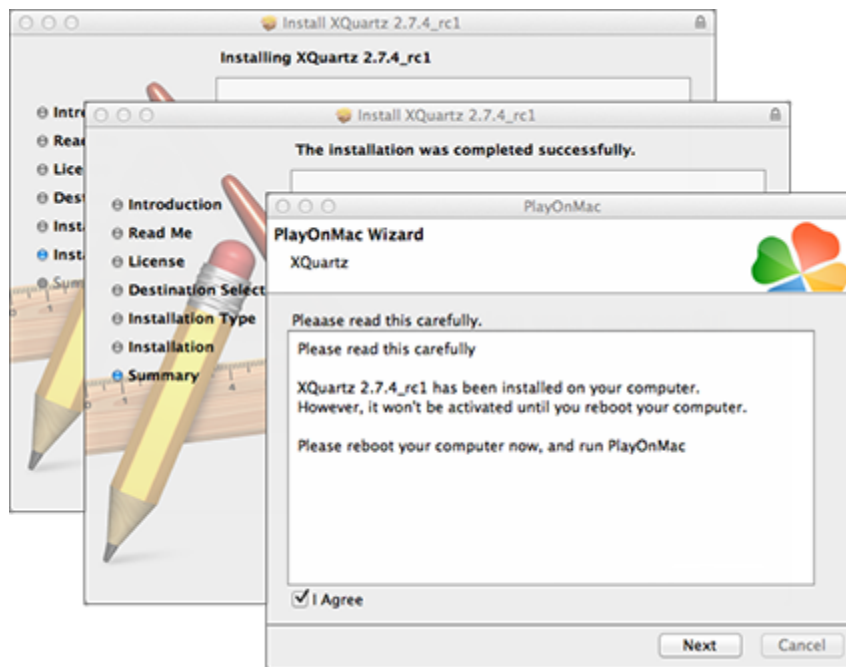 Install XQuartz 2.7.4_rc1
Installing XQuartz 2.7.4_rc1
Install XQuartz 2.7.4_rc1
The installation was completed successfully.
Introduction
Read Me
License
Destination Select
Installation Type
Installation
Summary
PlayOnMac
PlayOnMac Wizard
XQuartz
Pleaase read this carefully.
Please read this carefully
XQuartz 2.7.4_rc1 has been installed on your computer.
However, it won't be activated until you reboot your computer.
Please reboot your computer now, and run PlayOnMac
I Agree
Next
Cancel